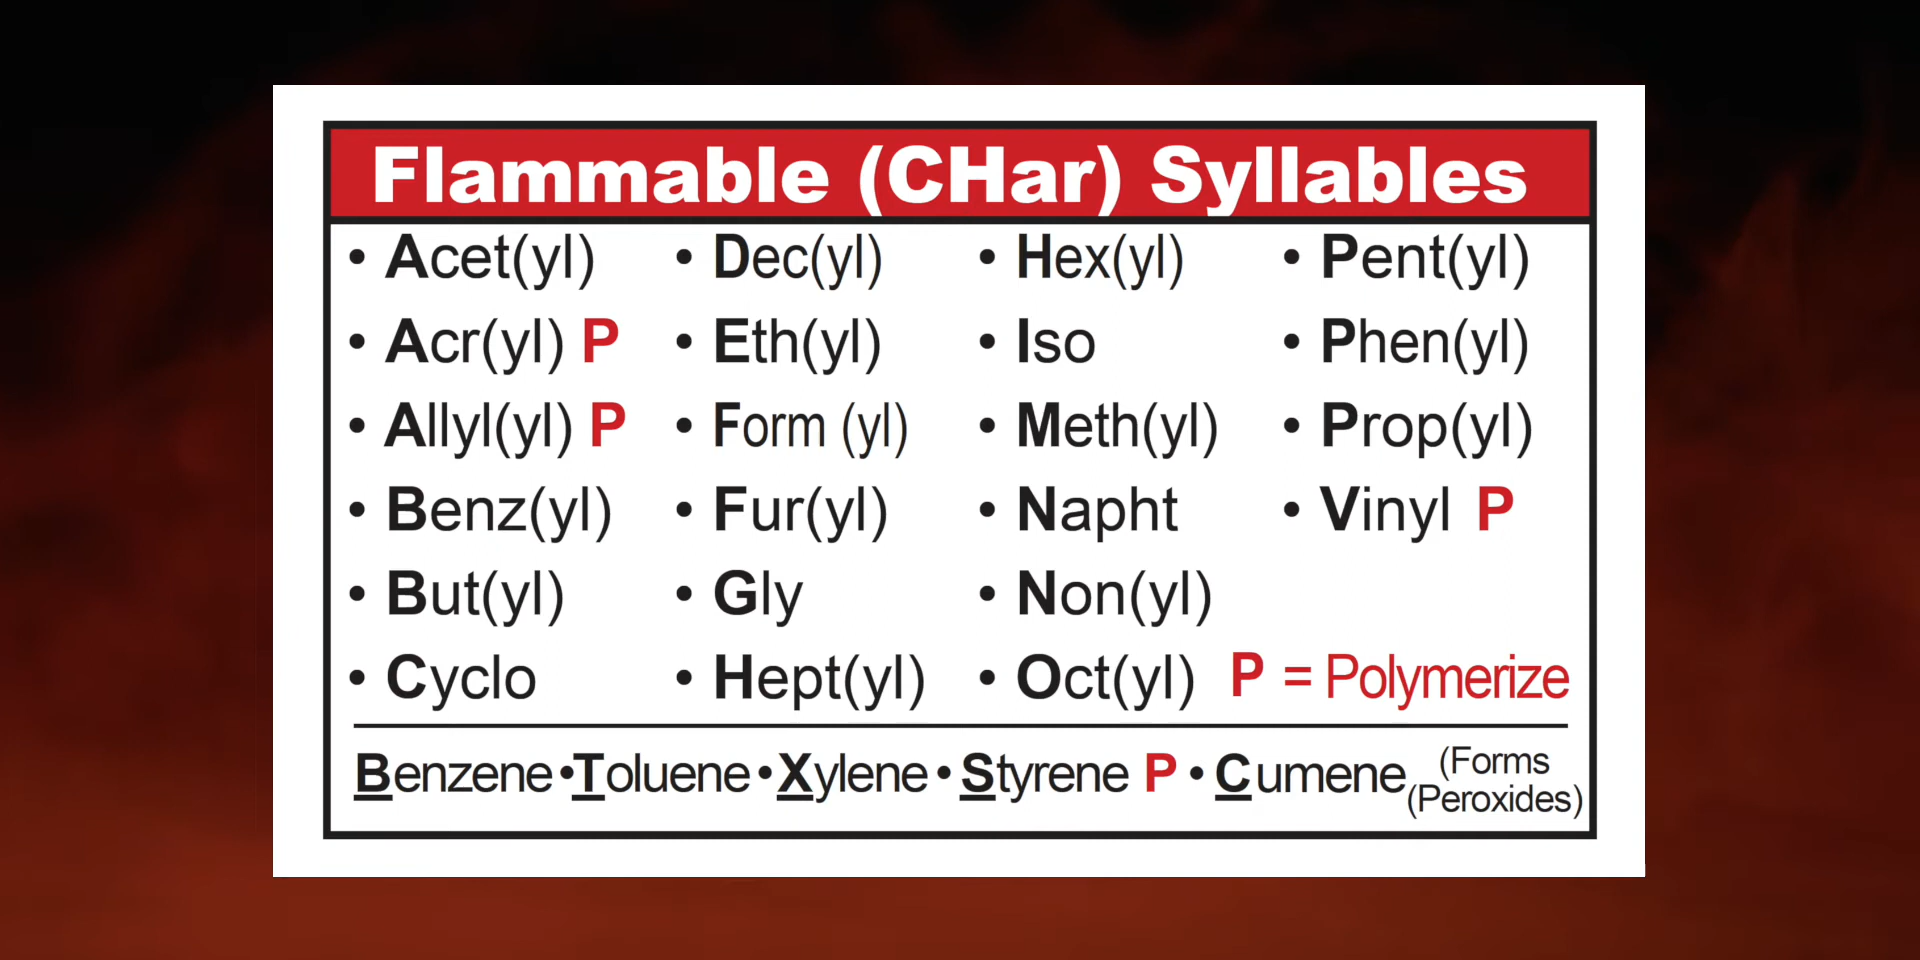 Flammable (CHar) Syllables
• Acet(yl) • Dec(yl) • Hex(yl) • Pent(yl)
• Acr(yl) P • Eth(yl) • Iso • Phen(yl)
• Allyl(yl) P • Form (yl) • Meth(yl) • Prop(yl)
• Benz(yl) • Fur(yl) • Napht • Vinyl P
• But(yl) • Gly • Non(yl)
• Cyclo • Hept(yl) • Oct(yl) P = Polymerize
Benzene•Toluene•Xylene•Styrene P • Cumene (Forms
(Peroxides)